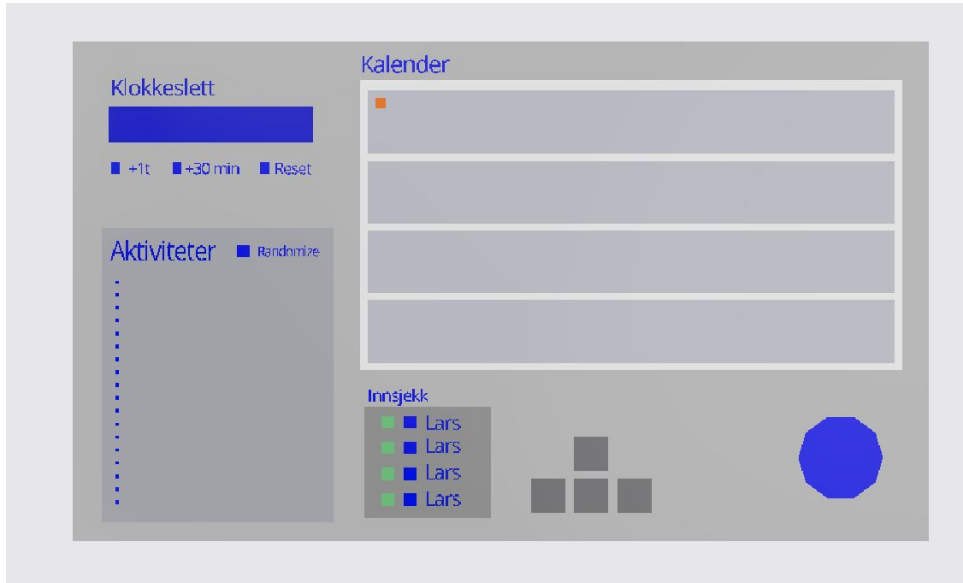 Kalender
Klokkeslett
+1t +30 min Reset
Aktiviteter Randomize
Innsjekk
Lars
Lars
Lars
Lars